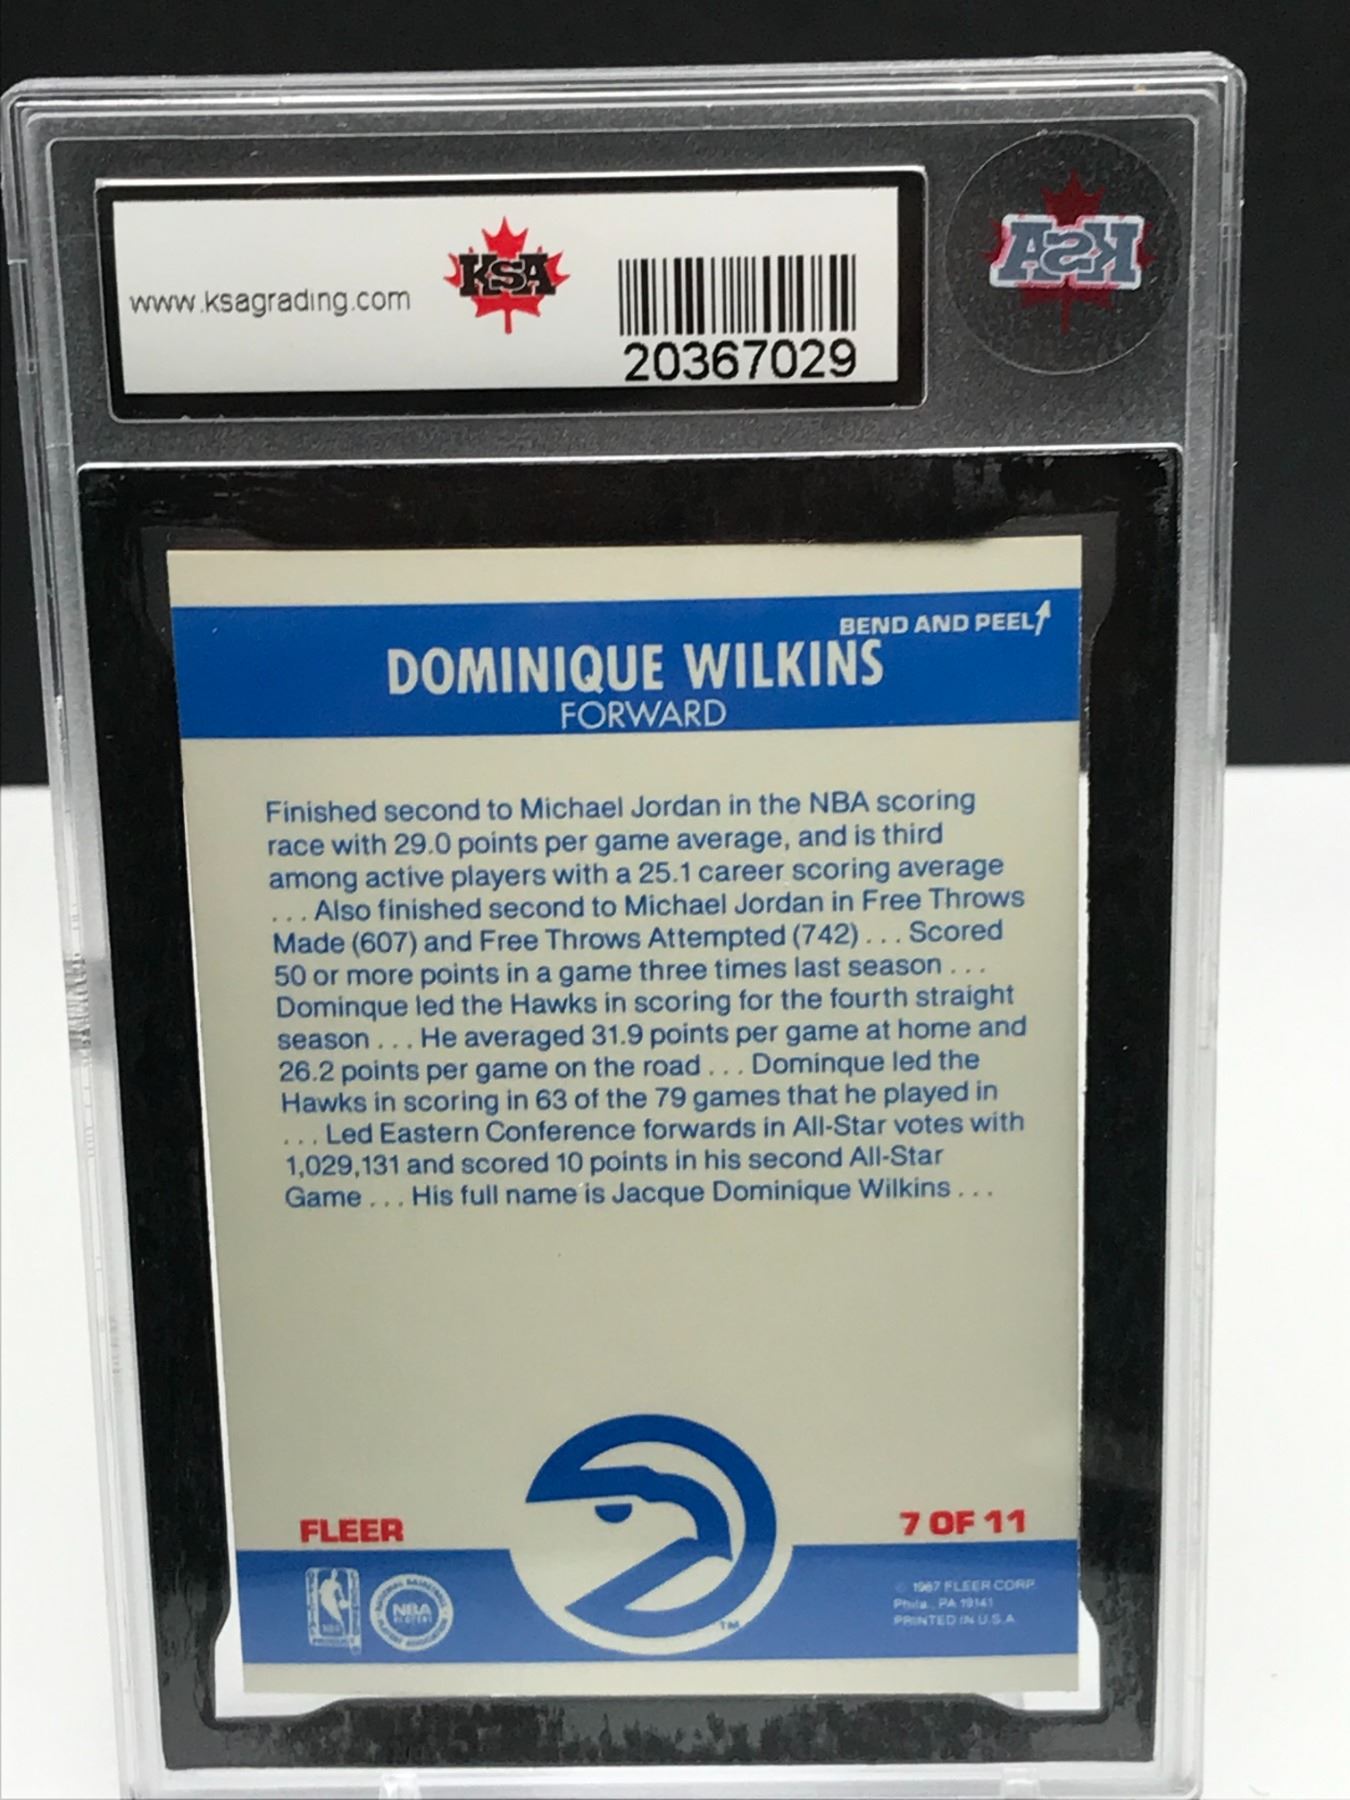 www.ksagrading.com
KSA
20367029
KSA
BEND AND PEEL
DOMINIQUE WILKINS
FORWARD
Finished second to Michael Jordan in the NBA scoring
race with 29.0 points per game average, and is third
among active players with a 25.1 career scoring average
... Also finished second to Michael Jordan in Free Throws
Made (607) and Free Throws Attempted (742) ... Scored
50 or more points in a game three times last season ...
Dominque led the Hawks in scoring for the fourth straight
season ... He averaged 31.9 points per game at home and
26.2 points per game on the road ... Dominque led the
Hawks in scoring in 63 of the 79 games that he played in
... Led Eastern Conference forwards in All-Star votes with
1,029,131 and scored 10 points in his second All-Star
Game ... His full name is Jacque Dominique Wilkins ...
FLEER
7 OF 11
NBA
TM
© 1987 FLEER CORP.
Phila., PA 19141
PRINTED IN U.S.A.